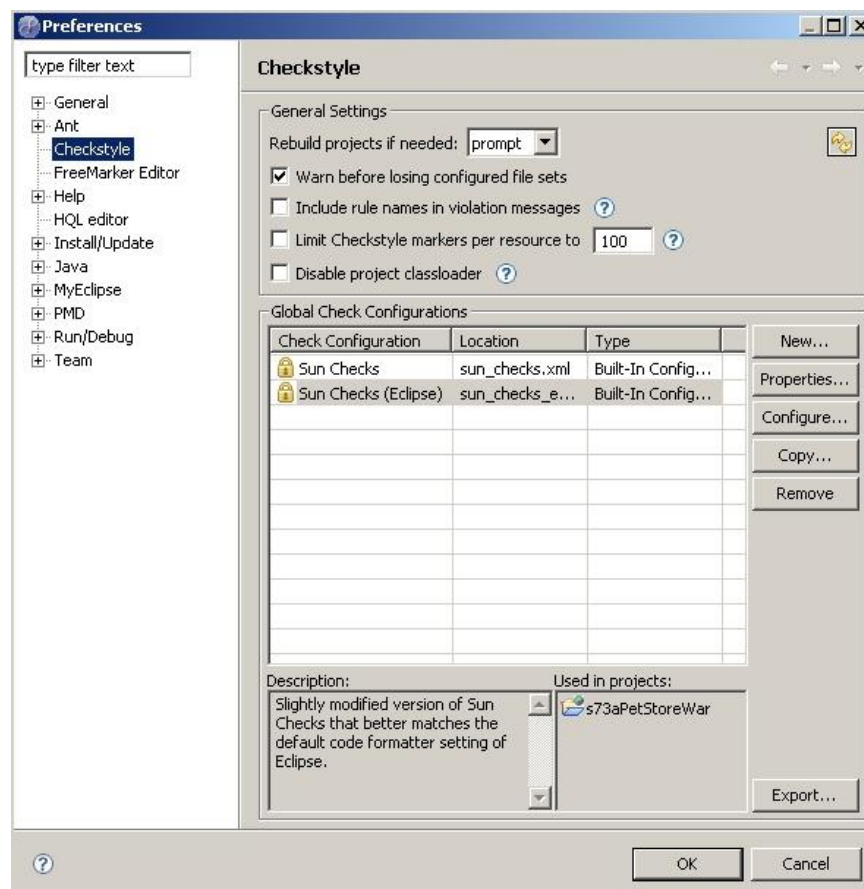 Preferences
type filter text
General
Ant
Checkstyle
FreeMarker Editor
Help
HQL editor
Install/Update
Java
MyEclipse
PMD
Run/Debug
Team
Checkstyle
General Settings
Rebuild projects if needed: prompt
Warn before losing configured file sets
Include rule names in violation messages ?
Limit Checkstyle markers per resource to 100 ?
Disable project classloader ?
Global Check Configurations
Check Configuration Location Type
Sun Checks sun_checks.xml Built-In Config...
Sun Checks (Eclipse) sun_checks_e... Built-In Config...
New...
Properties...
Configure...
Copy...
Remove
Description:
Slightly modified version of Sun
Checks that better matches the
default code formatter setting of
Eclipse.
Used in projects:
s73aPetStoreWar
Export...
? OK Cancel